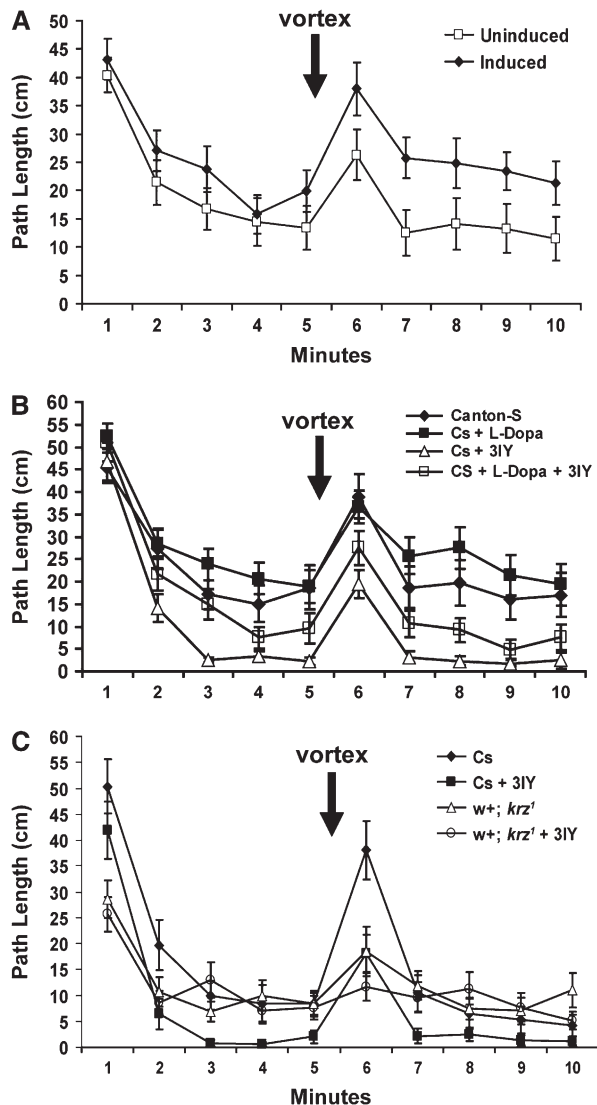 A
Path Length (cm)
50
45
40
35
30
25
20
15
10
5
0
vortex
Uninduced
Induced
1 2 3 4 5 6 7 8 9 10
Minutes
B
Path Length (cm)
60
55
50
45
40
35
30
25
20
15
10
5
0
vortex
Canton-S
Cs + L-Dopa
Cs + 3IY
CS + L-Dopa + 3IY
1 2 3 4 5 6 7 8 9 10
C
Path Length (cm)
60
55
50
45
40
35
30
25
20
15
10
5
0
vortex
Cs
Cs + 3IY
w+; krz¹
w+; krz¹ + 3IY
1 2 3 4 5 6 7 8 9 10
Minutes